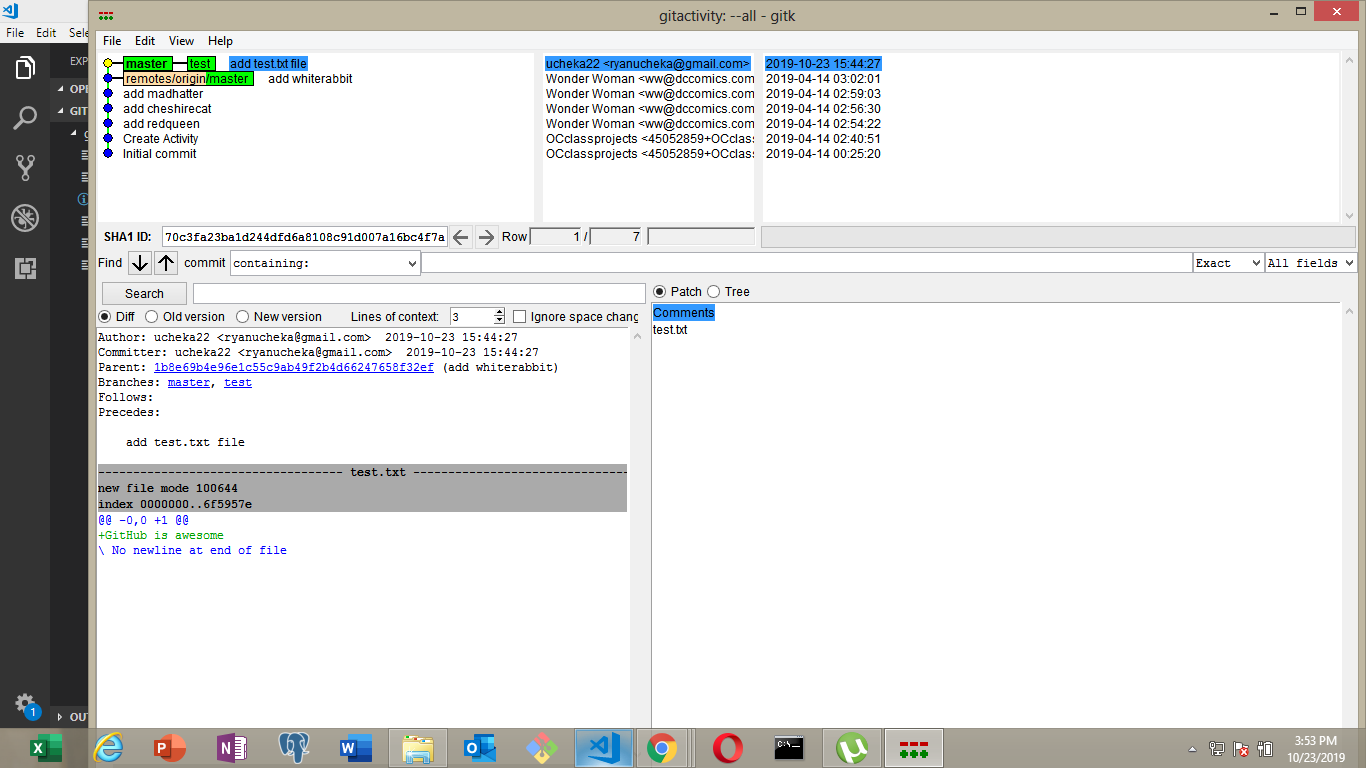 gitactivity: --all - gitk
File Edit Sele
File Edit View Help
EXP
OPE
GIT
g
OUT
1
master test add test.txt file ucheka22 <ryanucheka@gmail.com> 2019-10-23 15:44:27
remotes/origin/master add whiterabbit Wonder Woman <ww@dccomics.com 2019-04-14 03:02:01
add madhatter Wonder Woman <ww@dccomics.com 2019-04-14 02:59:03
add cheshirecat Wonder Woman <ww@dccomics.com 2019-04-14 02:56:30
add redqueen Wonder Woman <ww@dccomics.com 2019-04-14 02:54:22
Create Activity OCclassprojects <45052859+OCclass 2019-04-14 02:40:51
Initial commit OCclassprojects <45052859+OCclass 2019-04-14 00:25:20
SHA1 ID: 70c3fa23ba1d244dfd6a8108c91d007a16bc4f7a Row 1 / 7
Find commit containing: Exact All fields
Search
Diff Old version New version Lines of context: 3 Ignore space chang
Patch Tree
Comments
test.txt
Author: ucheka22 <ryanucheka@gmail.com> 2019-10-23 15:44:27
Committer: ucheka22 <ryanucheka@gmail.com> 2019-10-23 15:44:27
Parent: 1b8e69b4e96e1c55c9ab49f2b4d66247658f32ef (add whiterabbit)
Branches: master, test
Follows:
Precedes:
add test.txt file
----------------------------------- test.txt -------------------------------
new file mode 100644
index 0000000..6f5957e
@@ -0,0 +1 @@
+GitHub is awesome
\ No newline at end of file
3:53 PM
10/23/2019